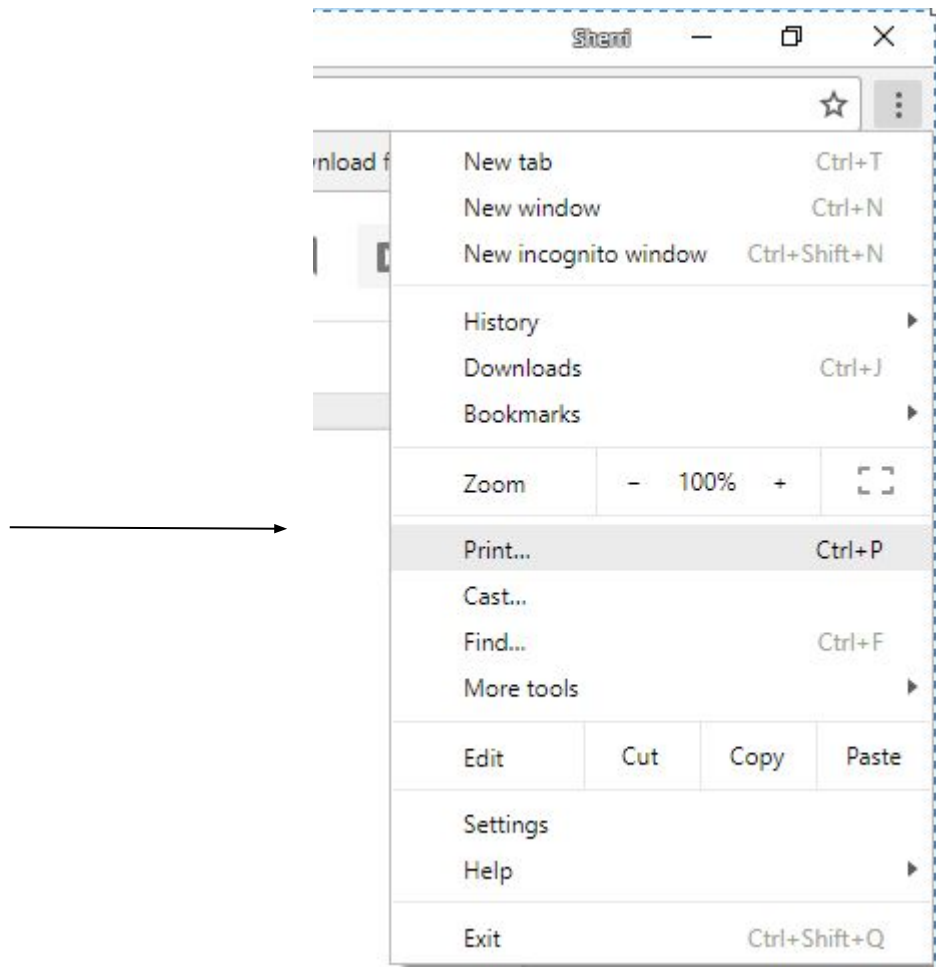 Sherri
nload f
New tab Ctrl+T
New window Ctrl+N
New incognito window Ctrl+Shift+N
History
Downloads Ctrl+J
Bookmarks
Zoom - 100% +
Print... Ctrl+P
Cast...
Find... Ctrl+F
More tools
Edit Cut Copy Paste
Settings
Help
Exit Ctrl+Shift+Q